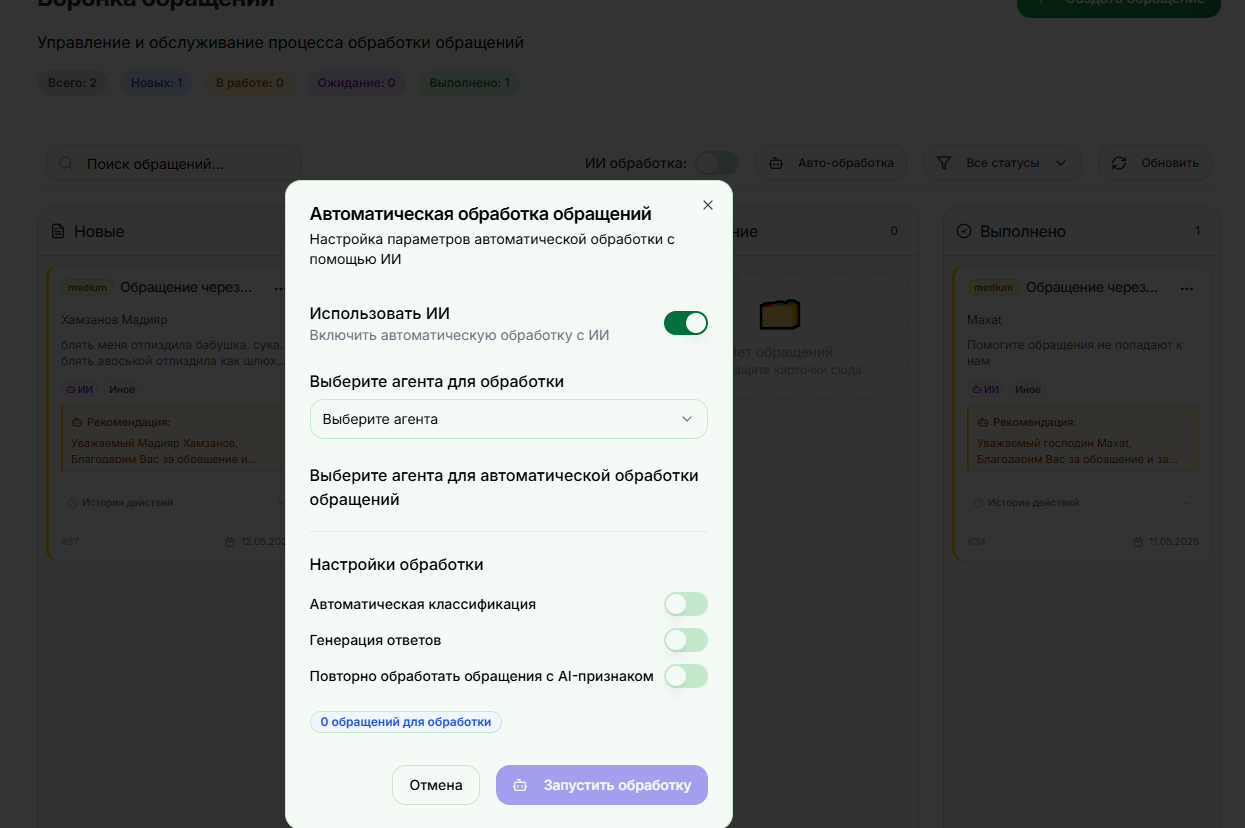 Воронка обращений
Создать обращение
Управление и обслуживание процесса обработки обращений
Всего: 2
Новых: 1
В работе: 0
Ожидание: 0
Выполнено: 1
Поиск обращений...
ИИ обработка:
Авто-обработка
Все статусы
Обновить
Новые
medium
Обращение через...
Хамзанов Мадияр
блять меня отпиздила бабушка. сука.
блять авоськой отпиздила как шлюх...
ИИ
Иное
Рекомендация:
Уважаемый Мадияр Хамзанов,
Благодарим Вас за обращение и...
История действий
#37
12.05.202
Автоматическая обработка обращений
Настройка параметров автоматической обработки с
помощью ИИ
Использовать ИИ
Включить автоматическую обработку с ИИ
Выберите агента для обработки
Выберите агента
Выберите агента для автоматической обработки
обращений
Настройки обработки
Автоматическая классификация
Генерация ответов
Повторно обработать обращения с AI-признаком
0 обращений для обработки
Отмена
Запустить обработку
ние
0
Нет обращений
ащите карточки сюда
Выполнено
1
medium
Обращение через...
Maxat
Помогите обращения не попадают к
нам
ИИ
Иное
Рекомендация:
Уважаемый господин Maxat,
Благодарим Вас за обращение и за...
История действий
#34
11.05.2025